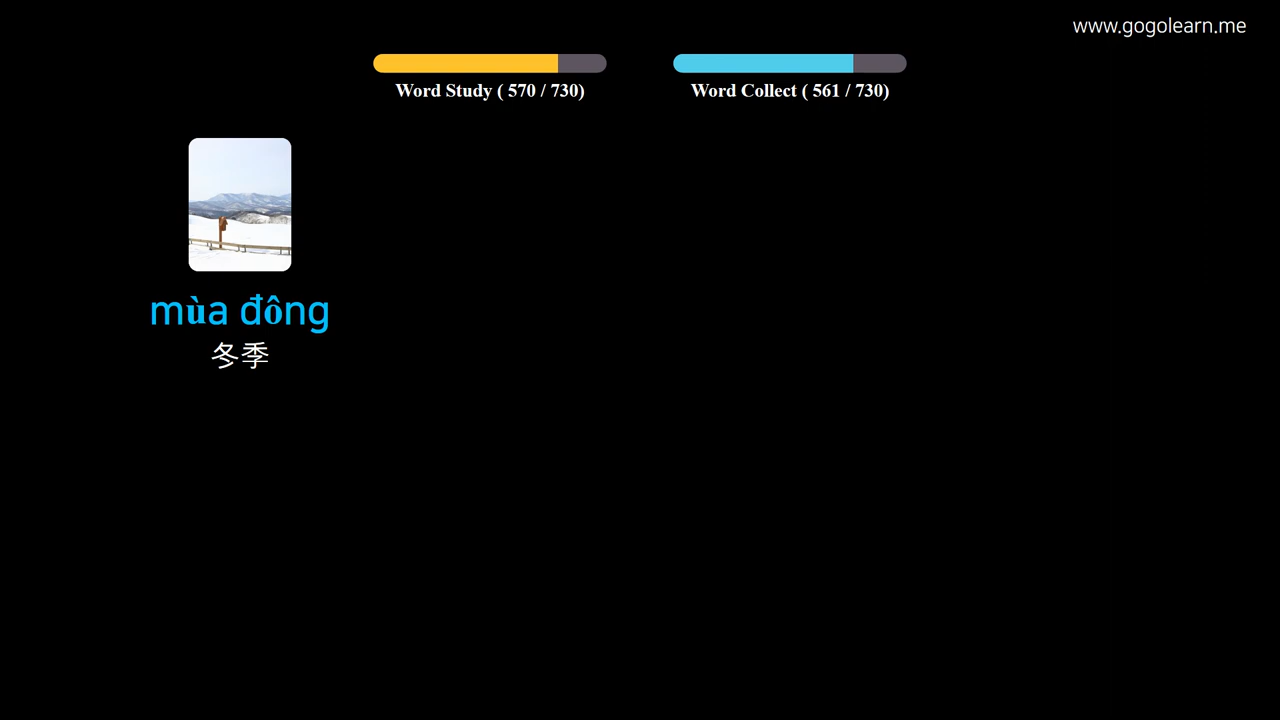 www.gogolearn.me
Word Study ( 570 / 730)
Word Collect ( 561 / 730)
mùa đông
冬季